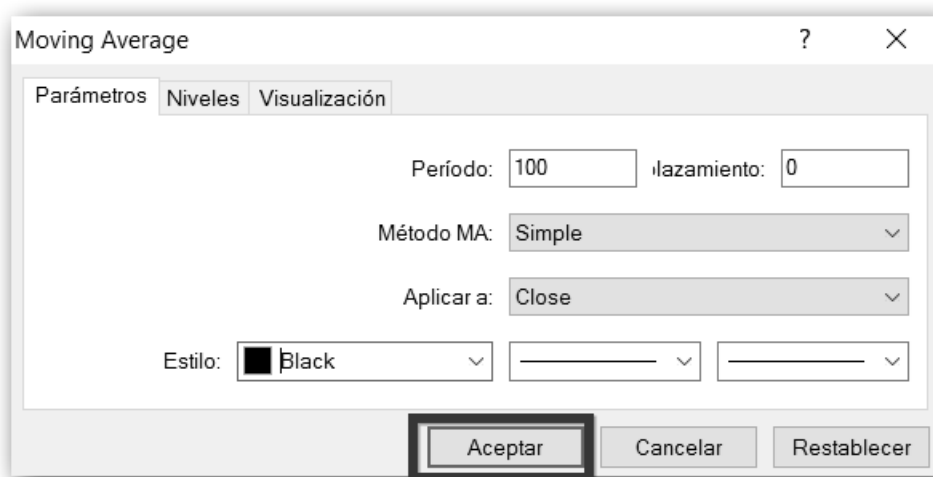 Moving Average ?
Parámetros Niveles Visualización
Período: 100 lazamiento: 0
Método MA: Simple
Aplicar a: Close
Estilo: Black
Aceptar Cancelar Restablecer